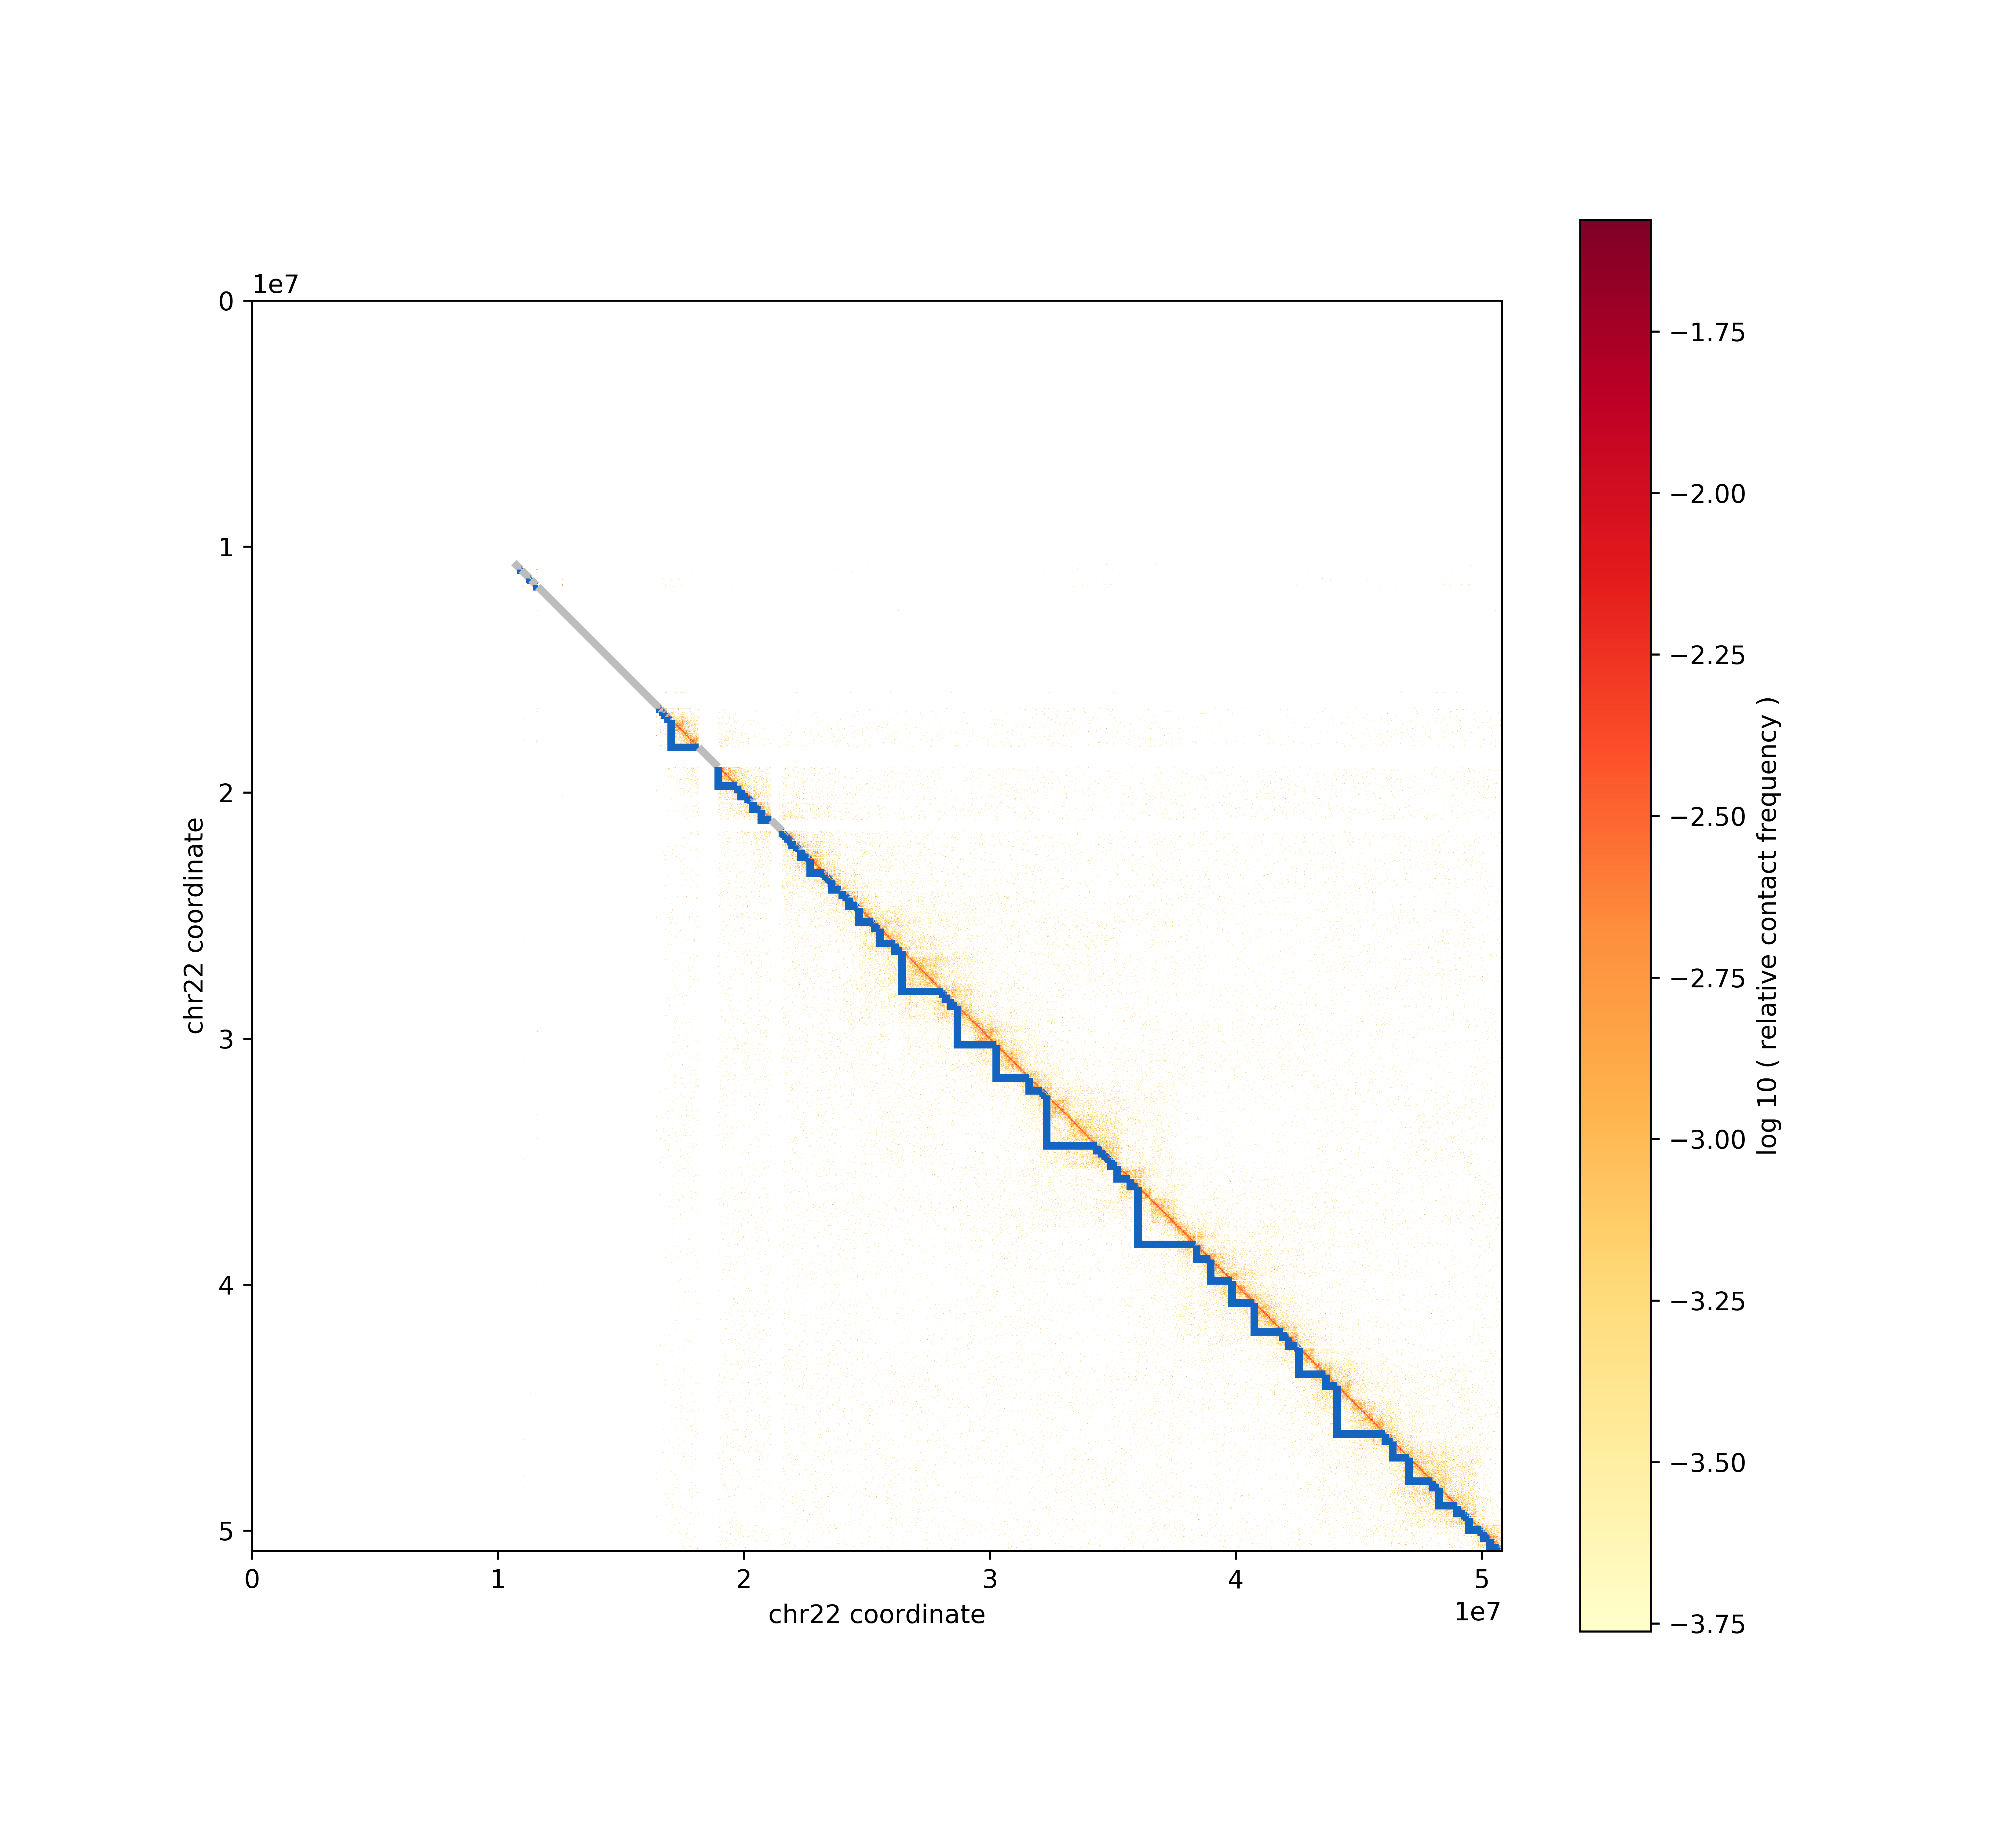 1e7
0
1
2
3
4
5
chr22 coordinate
0 1 2 3 4 5
1e7
chr22 coordinate
−1.75
−2.00
−2.25
−2.50
−2.75
−3.00
−3.25
−3.50
−3.75
log 10 ( relative contact frequency )